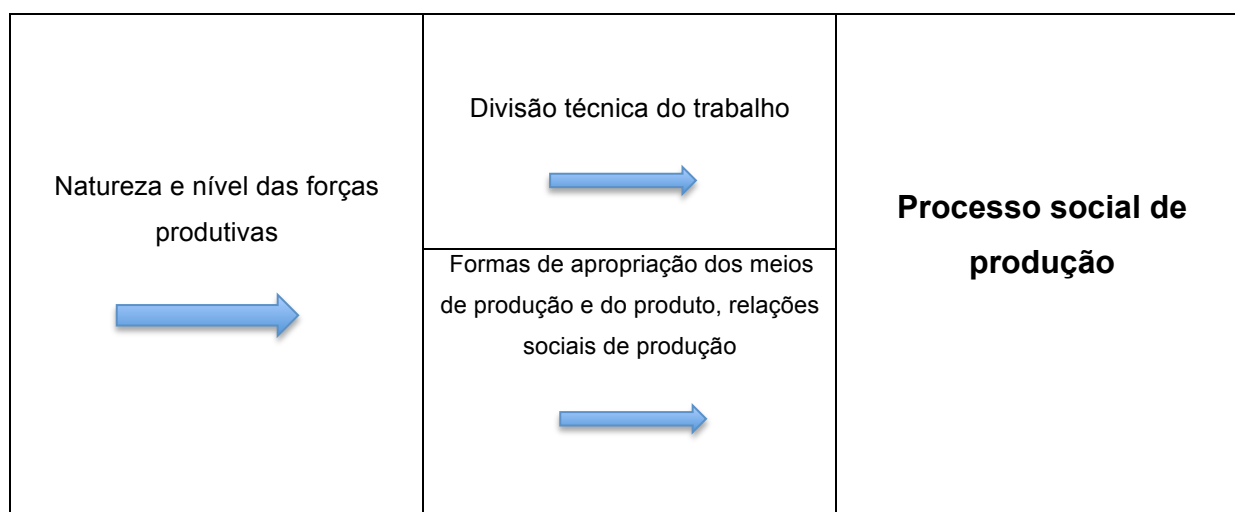 Natureza e nível das forças
produtivas
Divisão técnica do trabalho
Formas de apropriação dos meios
de produção e do produto, relações
sociais de produção
Processo social de
produção